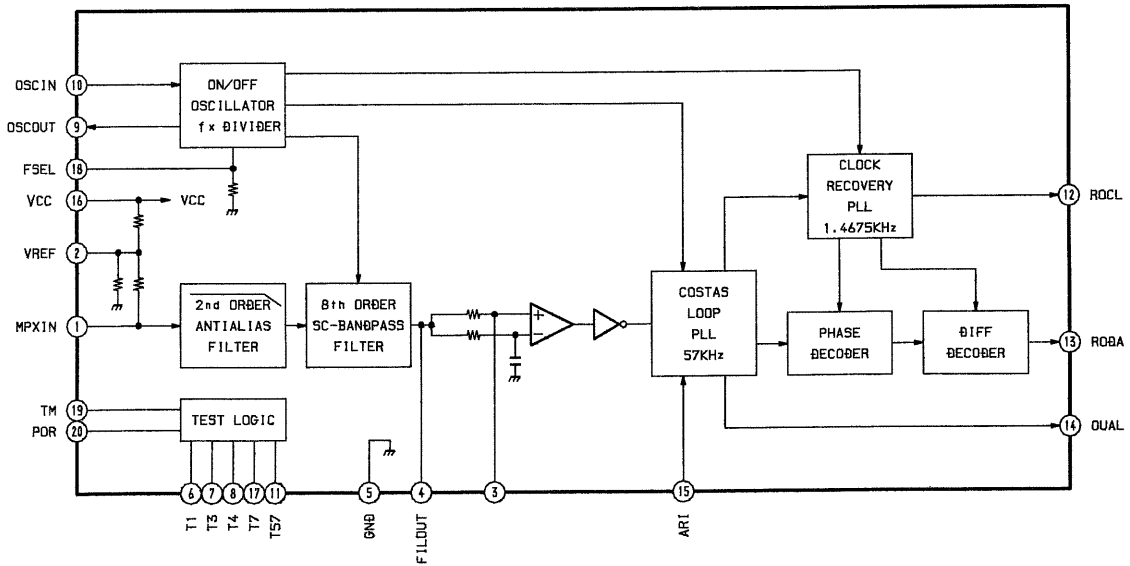 OSCIN 10
OSCOUT 9
FSEL 18
VCC 16
VCC
VREF 2
MPXIN 1
TM 19
POR 20
ON/OFF
OSCILLATOR
fx DIVIDER
2nd ORDER
ANTIALIAS
FILTER
8th ORDER
SC-BANDPASS
FILTER
TEST LOGIC
+
−
COSTAS
LOOP
PLL
57KHz
CLOCK
RECOVERY
PLL
1.4675KHz
PHASE
DECODER
DIFF
DECODER
12 ROCL
13 RODA
14 QUAL
6 7 8 17 11
T1 T3 T4 T7 T57
5
GND
4
FILOUT
3
15
ARI